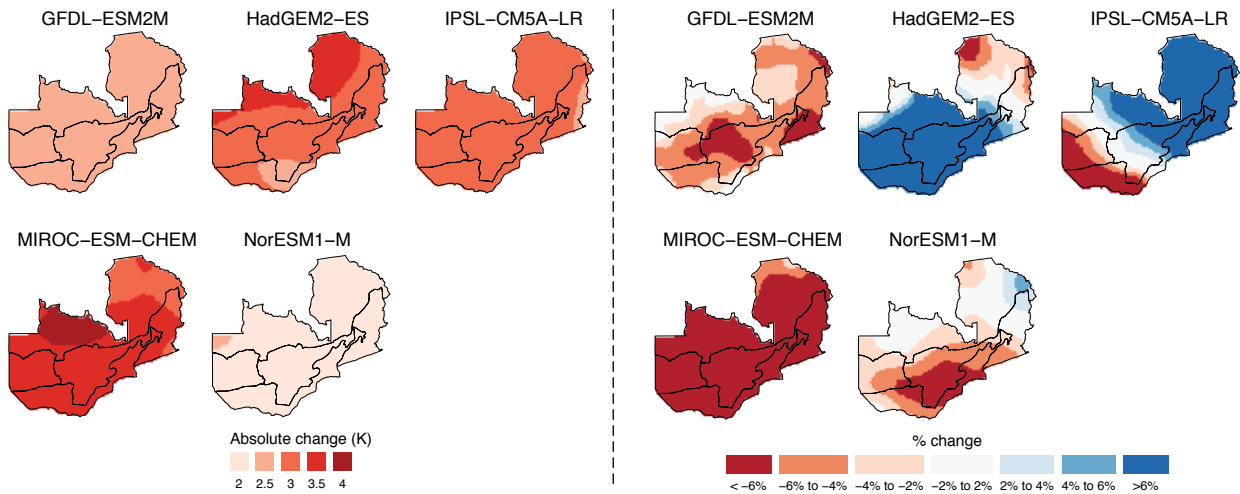 GFDL−ESM2M
HadGEM2−ES
IPSL−CM5A−LR
MIROC−ESM−CHEM
NorESM1−M
Absolute change (K)
2 2.5 3 3.5 4
GFDL−ESM2M
HadGEM2−ES
IPSL−CM5A−LR
MIROC−ESM−CHEM
NorESM1−M
% change
< −6% −6% to −4% −4% to −2% −2% to 2% 2% to 4% 4% to 6% >6%